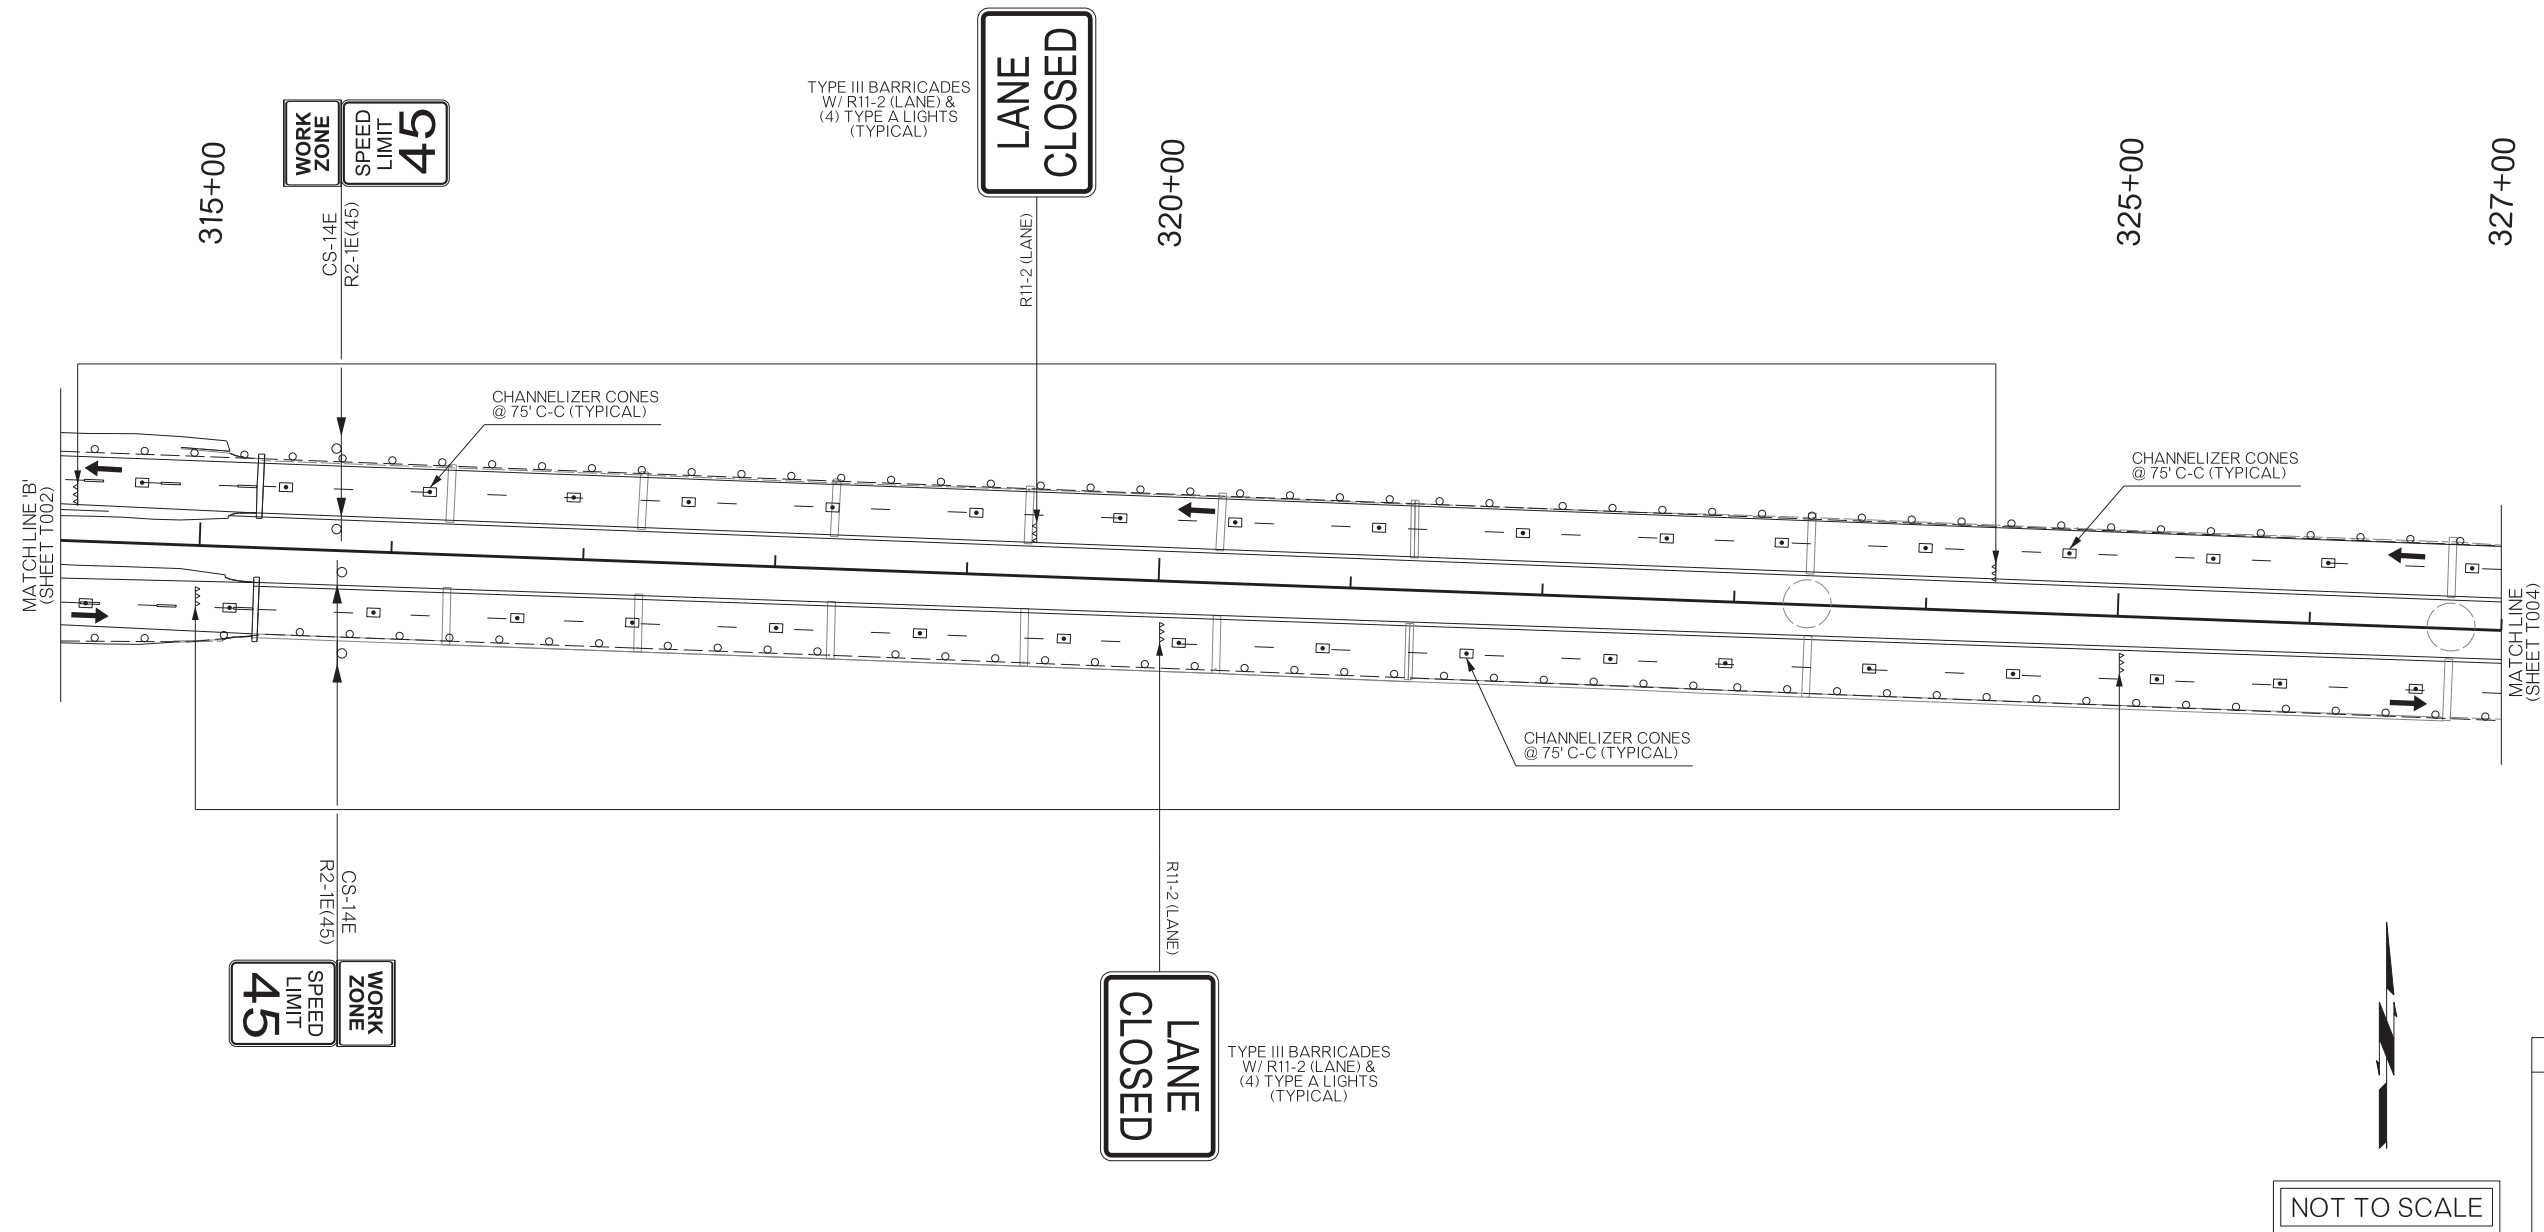 LANE
CLOSED
TYPE III BARRICADES
W/ R11-2 (LANE) &
(4) TYPE A LIGHTS
(TYPICAL)
WORK
ZONE
SPEED
LIMIT
45
315+00
320+00
325+00
327+00
CS-14E
R2-1E(45)
R11-2 (LANE)
CHANNELIZER CONES
@ 75' C-C (TYPICAL)
CHANNELIZER CONES
@ 75' C-C (TYPICAL)
MATCH LINE 'B'
(SHEET T002)
MATCH LINE
(SHEET T004)
CHANNELIZER CONES
@ 75' C-C (TYPICAL)
CS-14E
R2-1E(45)
R11-2 (LANE)
WORK
ZONE
SPEED
LIMIT
45
LANE
CLOSED
TYPE III BARRICADES
W/ R11-2 (LANE) &
(4) TYPE A LIGHTS
(TYPICAL)
NOT TO SCALE